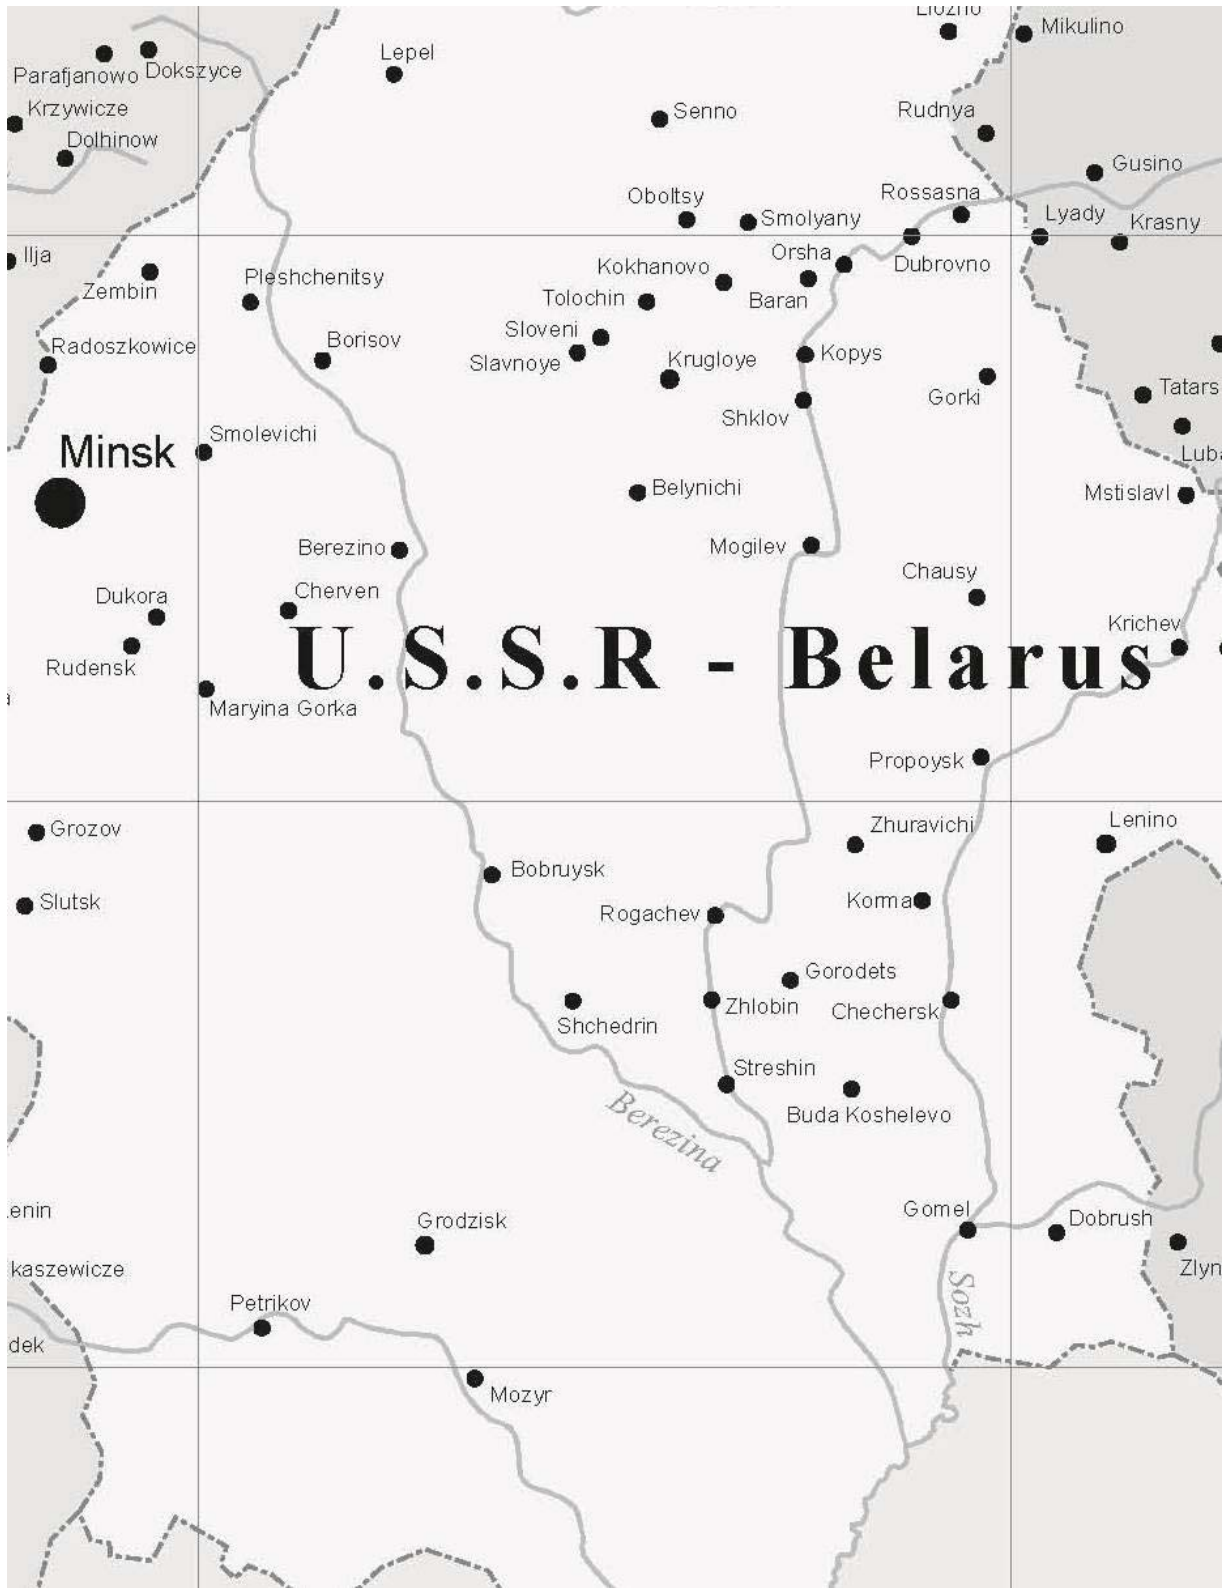 Liozno
Mikulino
Lepel
Parafjanowo
Dokszyce
Krzywicze
Senno
Rudnya
Dolhinow
Gusino
Oboltsy
Rossasna
Smolyany
Lyady
Krasny
Ilja
Orsha
Dubrovno
Zembin
Pleshchenitsy
Kokhanovo
Tolochin
Baran
Sloveni
Radoszkowice
Borisov
Slavnoye
Krugloye
Kopys
Gorki
Tatars
Shklov
Minsk
Smolevichi
Luba
Belynichi
Mstislavl
Berezino
Mogilev
Chausy
Dukora
Cherven
Krichev
Rudensk
U.S.S.R - Belarus
Maryina Gorka
Propoysk
Grozov
Zhuravichi
Lenino
Bobruysk
Slutsk
Rogachev
Korma
Gorodets
Zhlobin
Chechersk
Shchedrin
Streshin
Berezina
Buda Koshelevo
enin
Grodzisk
Gomel
Dobrush
kaszewicze
Zlyn
Petrikov
Sozh
dek
Mozyr